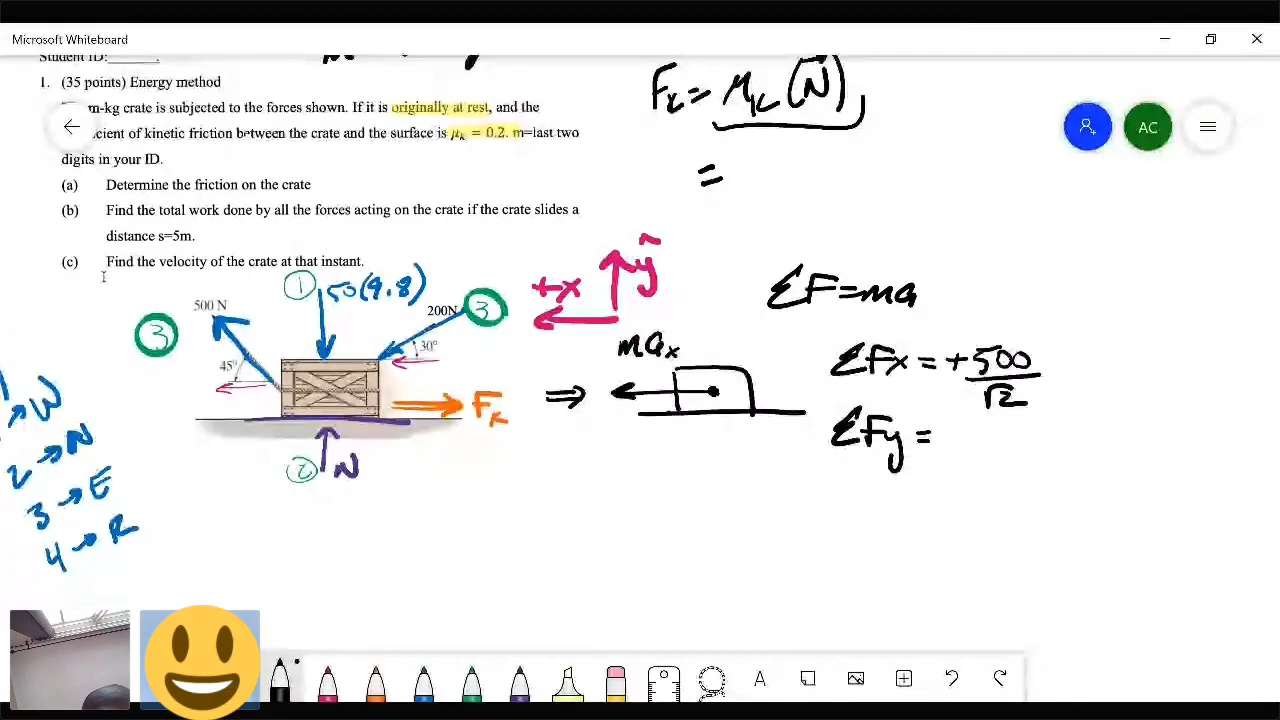 Microsoft Whiteboard
Student ID:______.
1. (35 points) Energy method
m-kg crate is subjected to the forces shown. If it is originally at rest, and the
cient of kinetic friction between the crate and the surface is μk = 0.2. m=last two
digits in your ID.
(a) Determine the friction on the crate
(b) Find the total work done by all the forces acting on the crate if the crate slides a
distance s=5m.
(c) Find the velocity of the crate at that instant.
Fk = μk (N)
=
AC
① 50(9.8)
500 N
200N ③
③
45°
30°
Fk
② N
+x
y
max
⇒
ΣF=ma
ΣFx = +500/√2
ΣFy =
→ W
2 → N
3 → E
4 → R
A